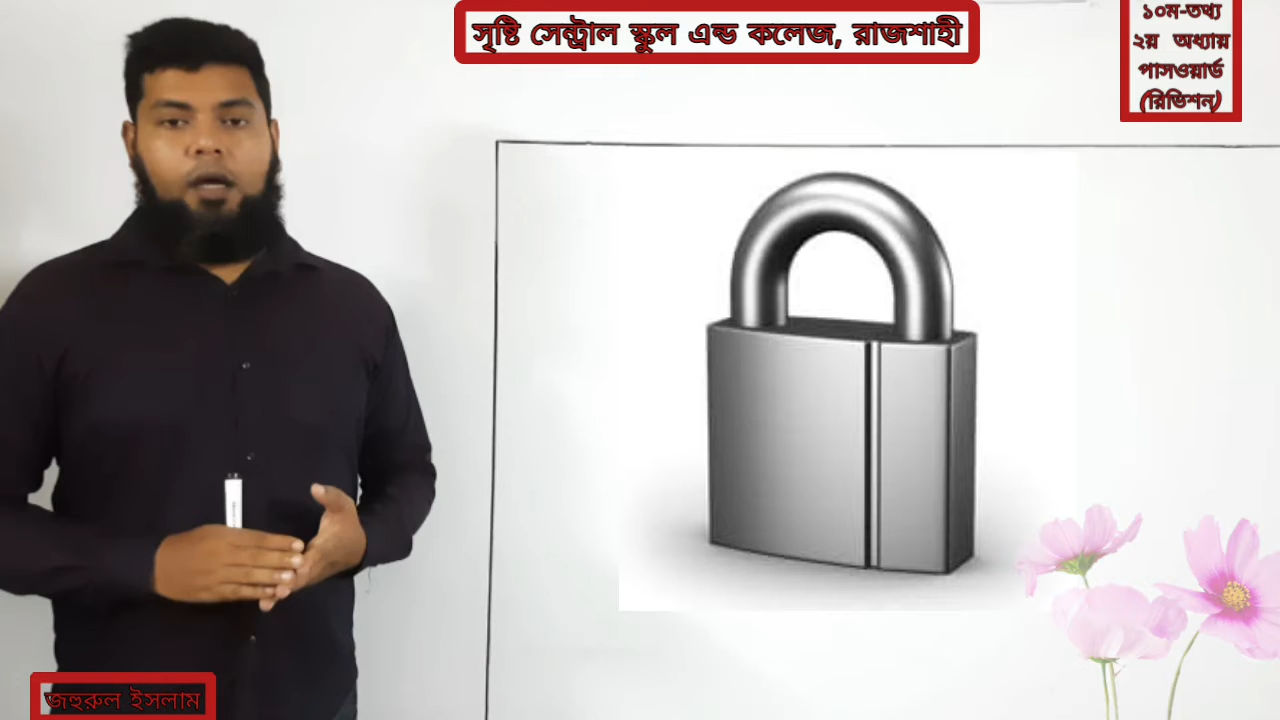 সৃষ্টি সেন্ট্রাল স্কুল এন্ড কলেজ, রাজশাহী
১০ম-তথ্য
২য় অধ্যায়
পাসওয়ার্ড
(রিভিশন)
জহুরুল ইসলাম